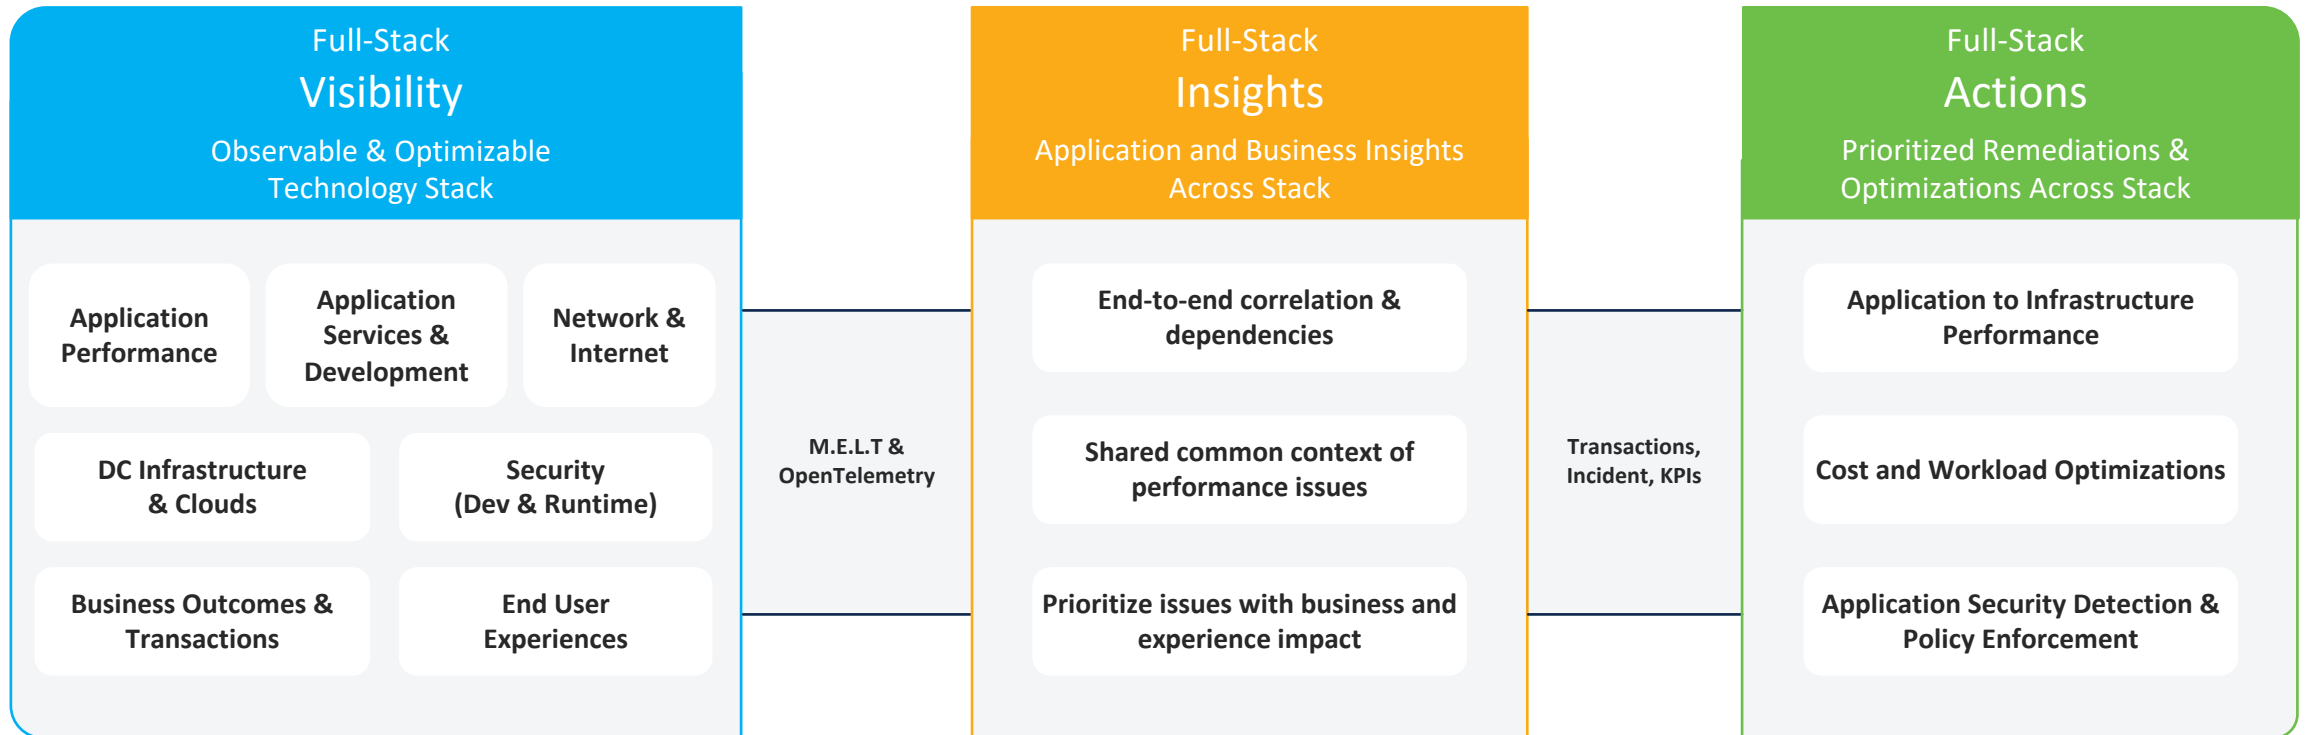 Full-Stack
Visibility
Observable & Optimizable
Technology Stack
Application
Performance
Application
Services &
Development
Network &
Internet
DC Infrastructure
& Clouds
Security
(Dev & Runtime)
Business Outcomes &
Transactions
End User
Experiences
M.E.L.T &
OpenTelemetry
Full-Stack
Insights
Application and Business Insights
Across Stack
End-to-end correlation &
dependencies
Shared common context of
performance issues
Prioritize issues with business and
experience impact
Transactions,
Incident, KPIs
Full-Stack
Actions
Prioritized Remediations &
Optimizations Across Stack
Application to Infrastructure
Performance
Cost and Workload Optimizations
Application Security Detection &
Policy Enforcement